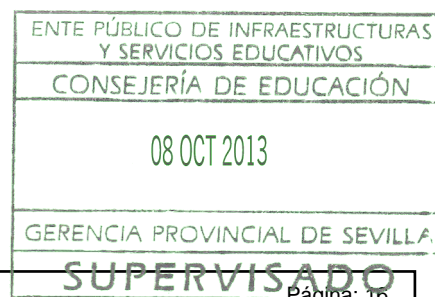 ENTE PÚBLICO DE INFRAESTRUCTURAS
Y SERVICIOS EDUCATIVOS
CONSEJERÍA DE EDUCACIÓN
08 OCT 2013
GERENCIA PROVINCIAL DE SEVILLA
SUPERVISADO
Página: 16